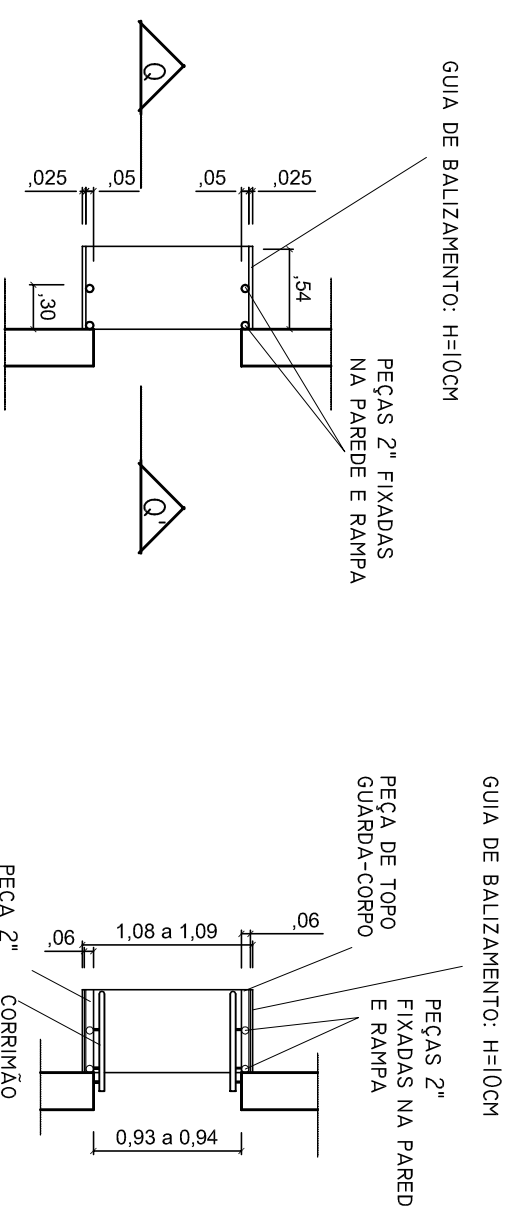 GUIA DE BALIZAMENTO: H=10CM
Q
,025
,05
,05
,025
,54
,30
PEÇAS 2" FIXADAS
NA PAREDE E RAMPA
Q'
GUIA DE BALIZAMENTO: H=10CM
PEÇA DE TOPO
GUARDA-CORPO
,06
1,08 a 1,09
,06
PEÇAS 2"
FIXADAS NA PARED
E RAMPA
PEÇA 2"
CORRIMÃO
0,93 a 0,94